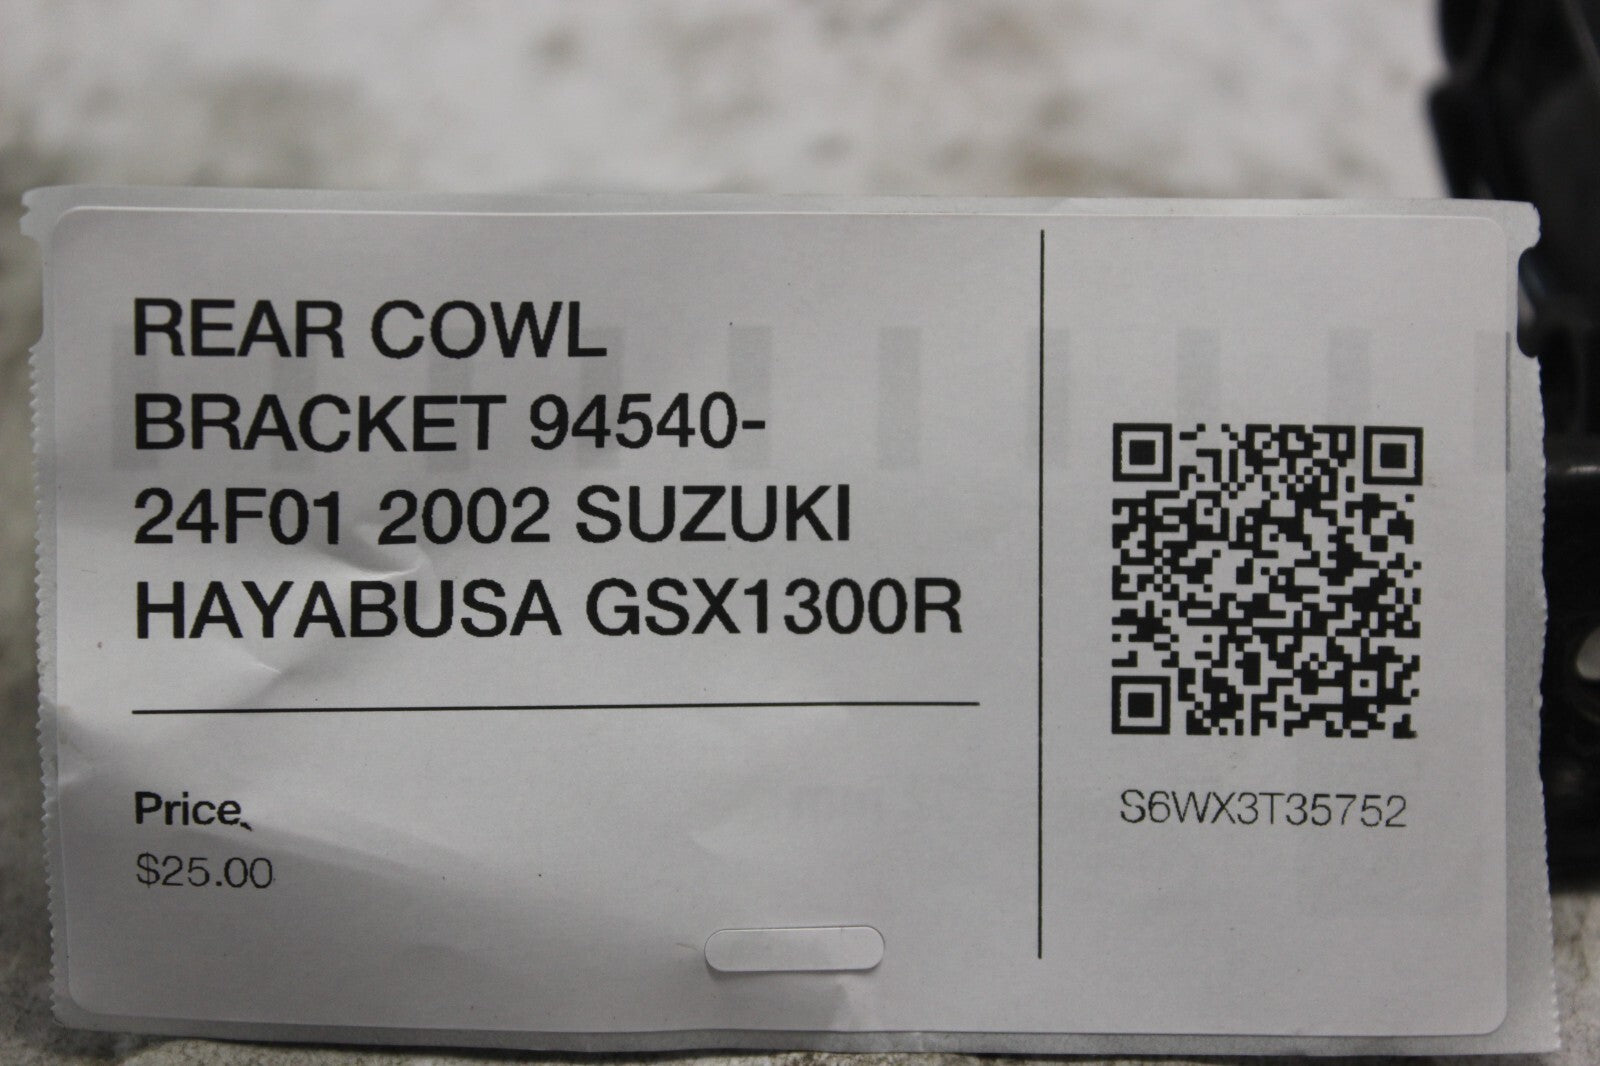 REAR COWL
BRACKET 94540-
24F01 2002 SUZUKI
HAYABUSA GSX1300R
Price
$25.00
S6WX3T35752